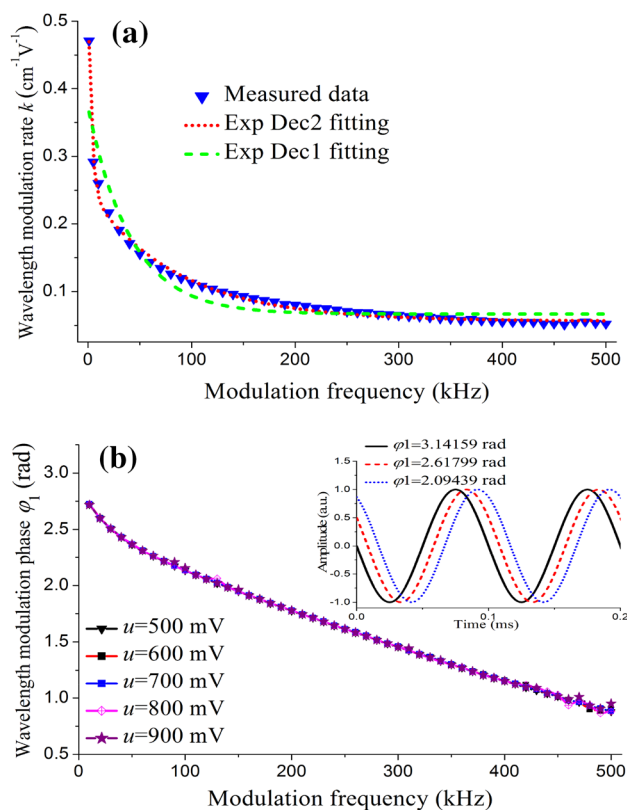 (a)
Wavelength modulation rate k (cm⁻¹V⁻¹)
0.5
0.4
0.3
0.2
0.1
Measured data
Exp Dec2 fitting
Exp Dec1 fitting
0 100 200 300 400 500
Modulation frequency (kHz)
(b)
Wavelength modulation phase φ₁ (rad)
3.0
2.5
2.0
1.5
1.0
0.5
φ1=3.14159 rad
φ1=2.61799 rad
φ1=2.09439 rad
Amplitude (a.u.)
1.0
0.5
0.0
-0.5
-1.0
0.0 0.1 0.2
Time (ms)
u=500 mV
u=600 mV
u=700 mV
u=800 mV
u=900 mV
0 100 200 300 400 500
Modulation frequency (kHz)